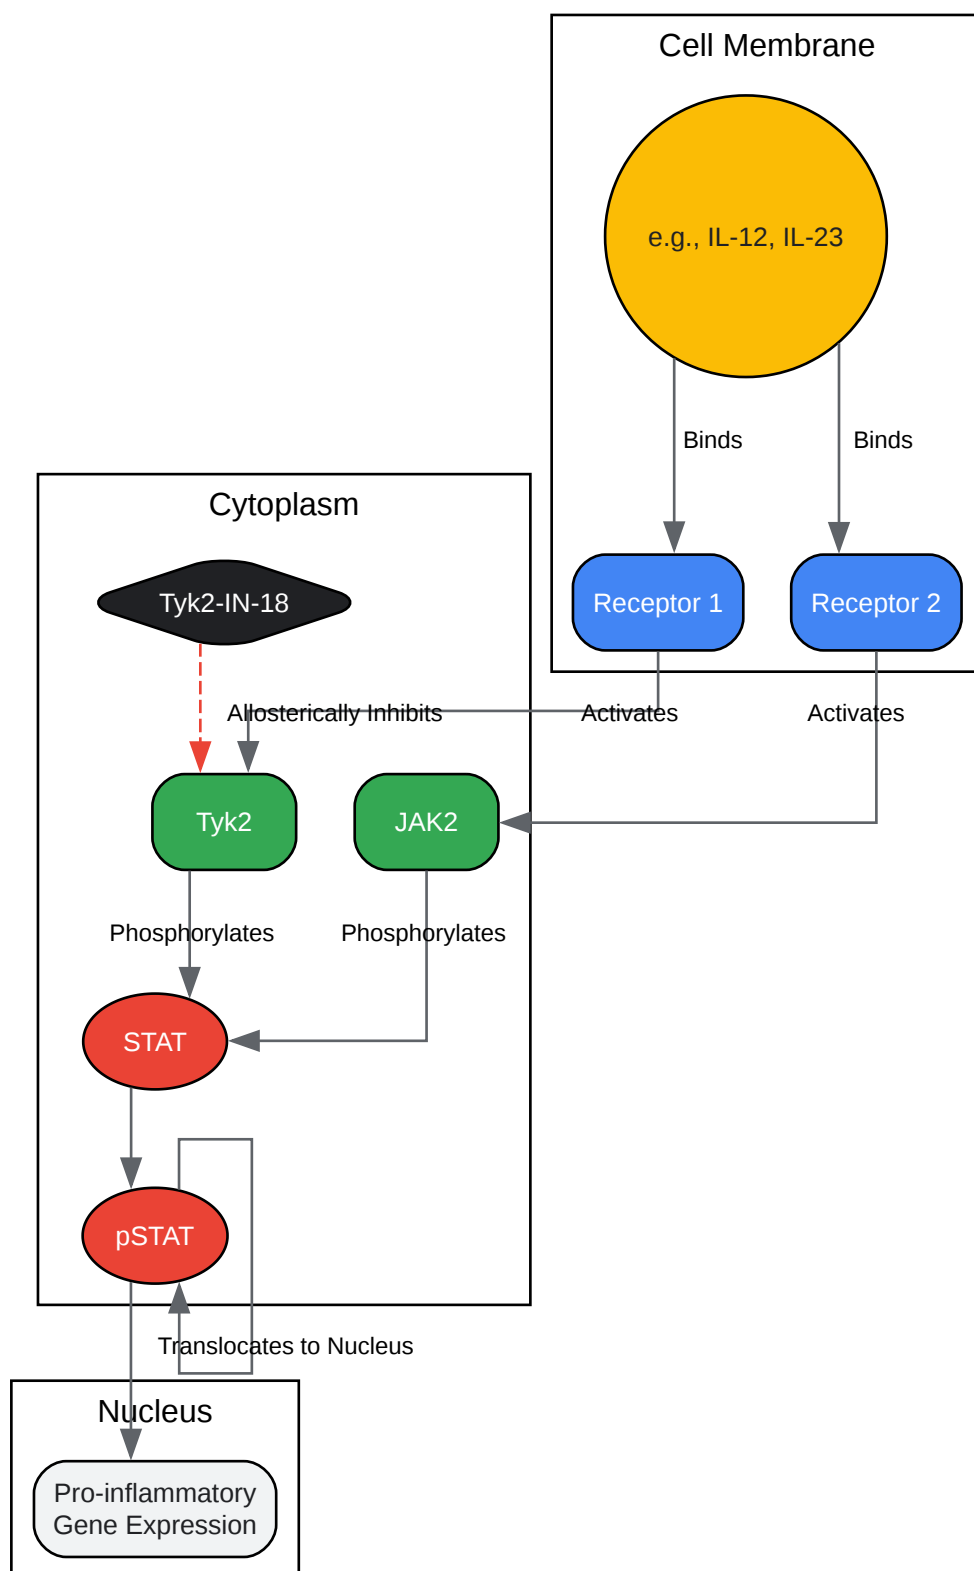 Cell Membrane
e.g., IL-12, IL-23
Binds
Binds
Receptor 1
Receptor 2
Cytoplasm
Tyk2-IN-18
Allosterically Inhibits
Activates
Activates
Tyk2
JAK2
Phosphorylates
Phosphorylates
STAT
pSTAT
Translocates to Nucleus
Nucleus
Pro-inflammatory
Gene Expression